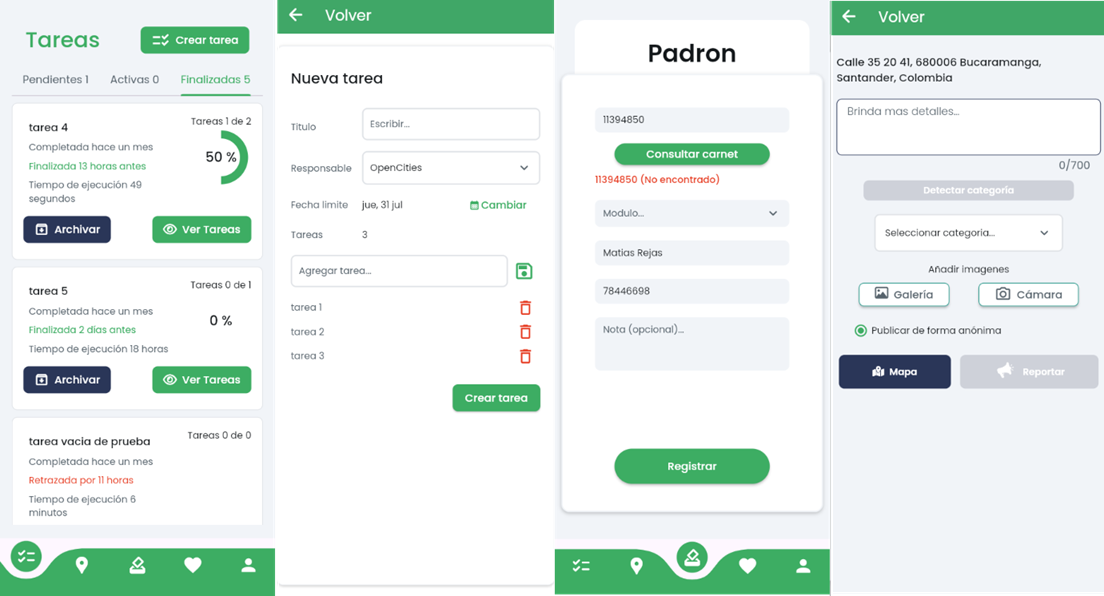 Tareas
Crear tarea
Pendientes 1
Activas 0
Finalizadas 5
tarea 4
Tareas 1 de 2
Completada hace un mes
Finalizada 13 horas antes
Tiempo de ejecución 49
segundos
50 %
Archivar
Ver Tareas
tarea 5
Tareas 0 de 1
Completada hace un mes
Finalizada 2 días antes
Tiempo de ejecución 18 horas
0 %
Archivar
Ver Tareas
tarea vacia de prueba
Tareas 0 de 0
Completada hace un mes
Retrazada por 11 horas
Tiempo de ejecución 6
minutos
Volver
Nueva tarea
Titulo
Escribir...
Responsable
OpenCities
Fecha limite
jue, 31 jul
Cambiar
Tareas
3
Agregar tarea...
tarea 1
tarea 2
tarea 3
Crear tarea
Padron
11394850
Consultar carnet
11394850 (No encontrado)
Modulo...
Matias Rejas
78446698
Nota (opcional)...
Registrar
Volver
Calle 35 20 41, 680006 Bucaramanga,
Santander, Colombia
Brinda mas detalles...
0/700
Detectar categoría
Seleccionar categoria...
Añadir imagenes
Galería
Cámara
Publicar de forma anónima
Mapa
Reportar